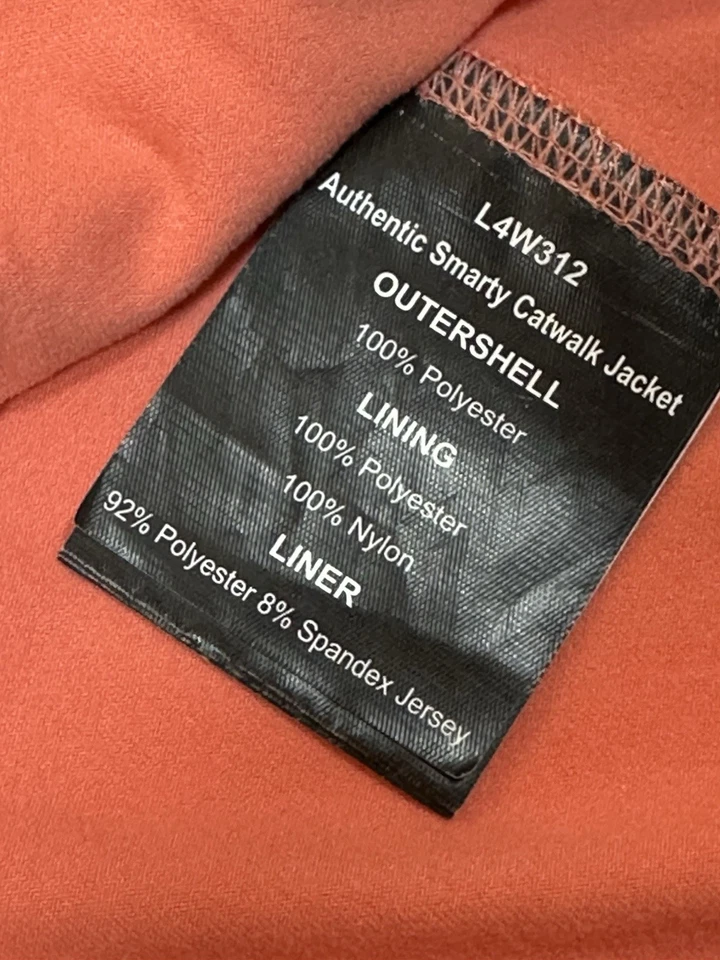 L4W312
Authentic Smarty Catwalk Jacket
OUTERSHELL
100% Polyester
LINING
100% Polyester
100% Nylon
LINER
92% Polyester 8% Spandex Jersey